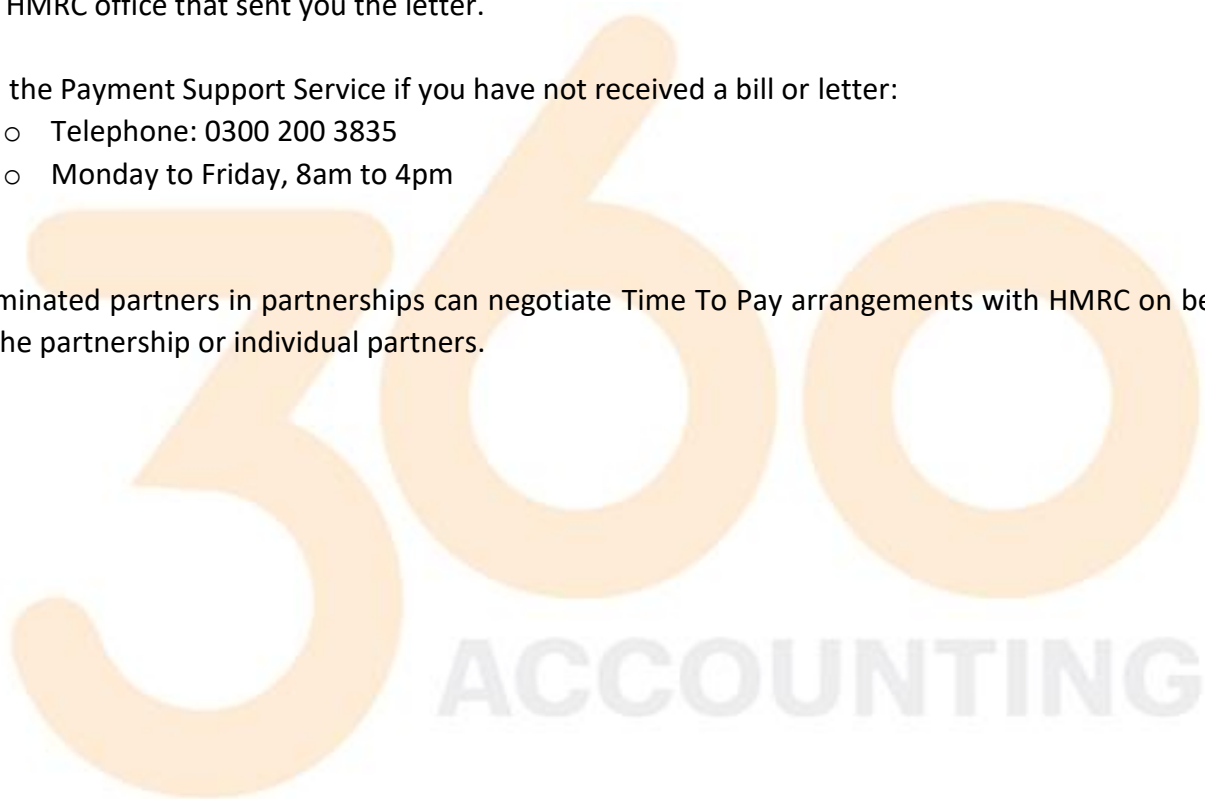 HMRC office that sent you the letter.
the Payment Support Service if you have not received a bill or letter:
o Telephone: 0300 200 3835
o Monday to Friday, 8am to 4pm
minated partners in partnerships can negotiate Time To Pay arrangements with HMRC on be
he partnership or individual partners.
360
ACCOUNTING